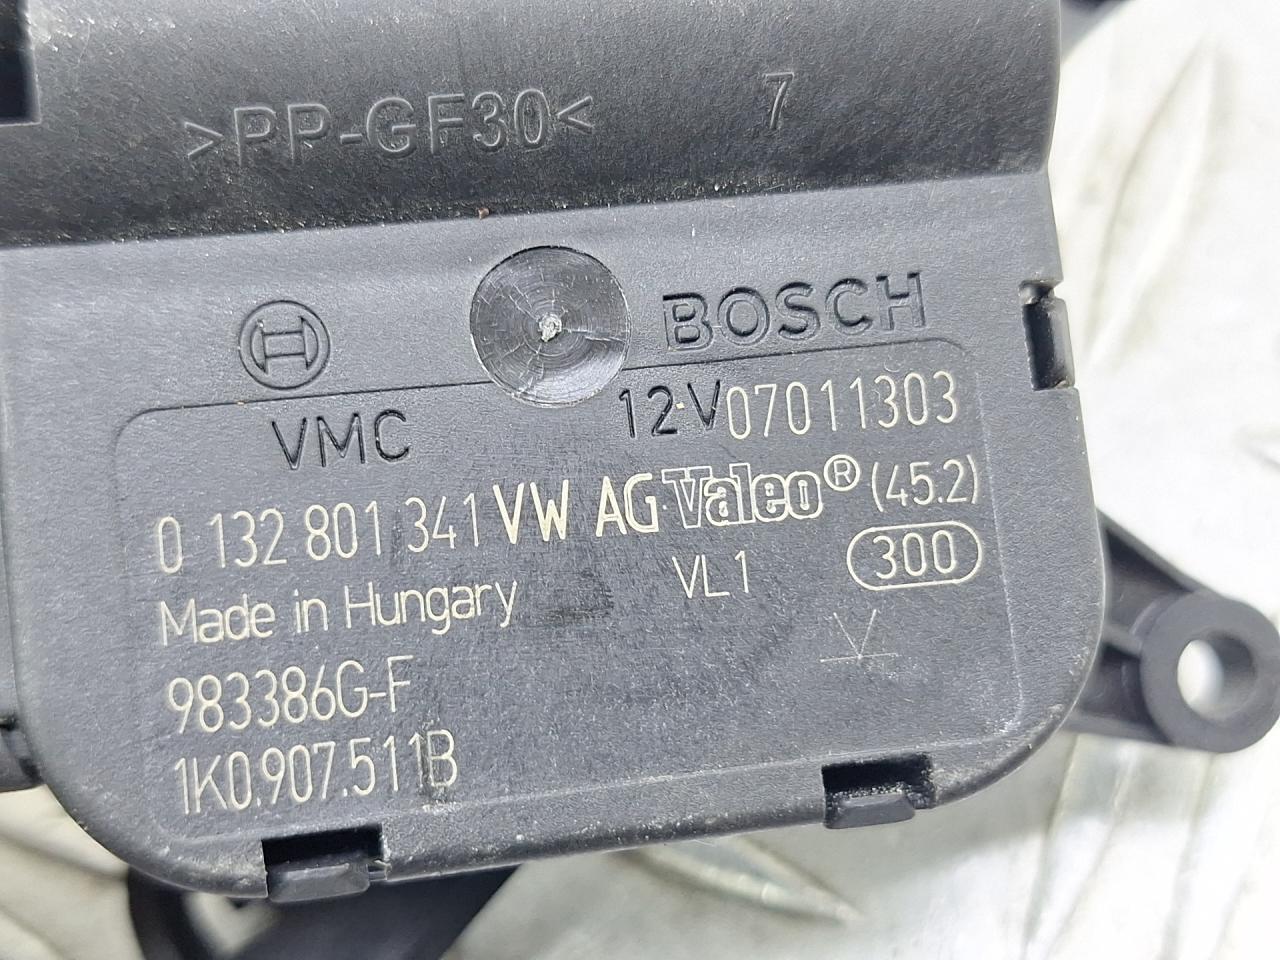 >PP-GF30< 7
BOSCH
VMC 12·V 07011303
0 132 801 341 VW AG Valeo® (45.2)
Made in Hungary VL1 300
983386G-F
1K0.907.511B